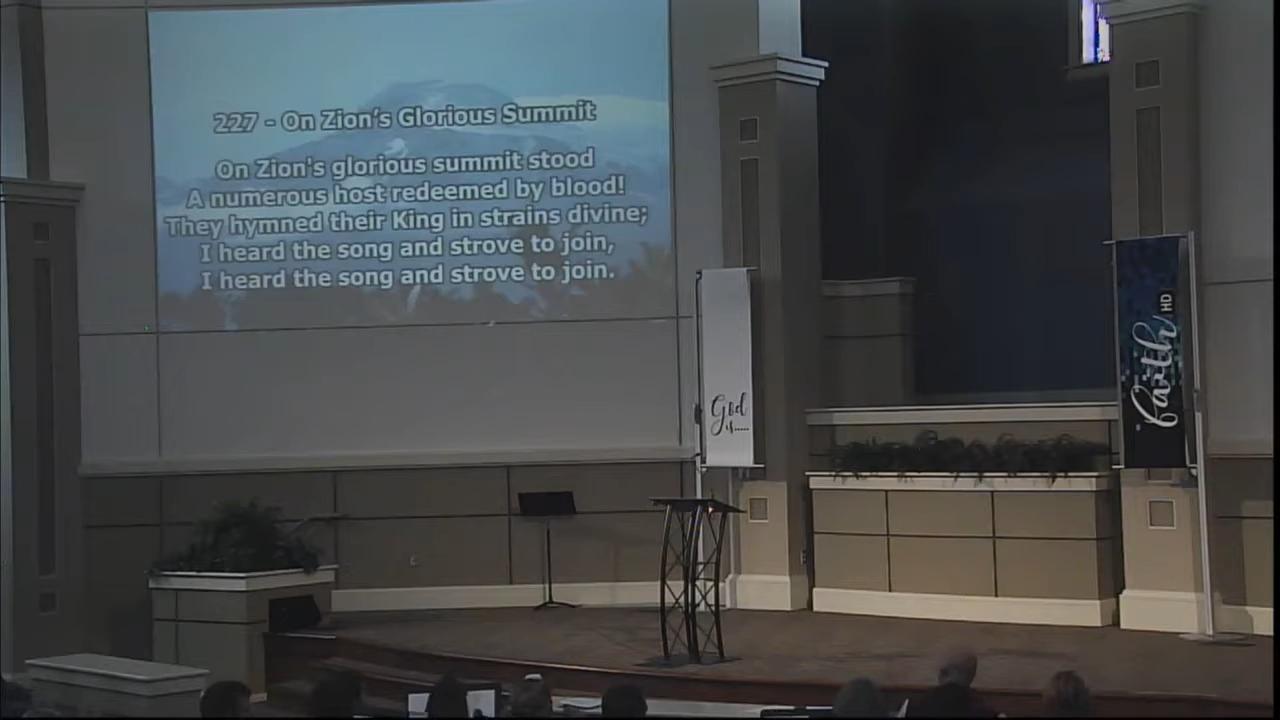 227 - On Zion's Glorious Summit
On Zion's glorious summit stood
A numerous host redeemed by blood!
They hymned their King in strains divine;
I heard the song and strove to join,
I heard the song and strove to join.
God
is.....
faith
HD